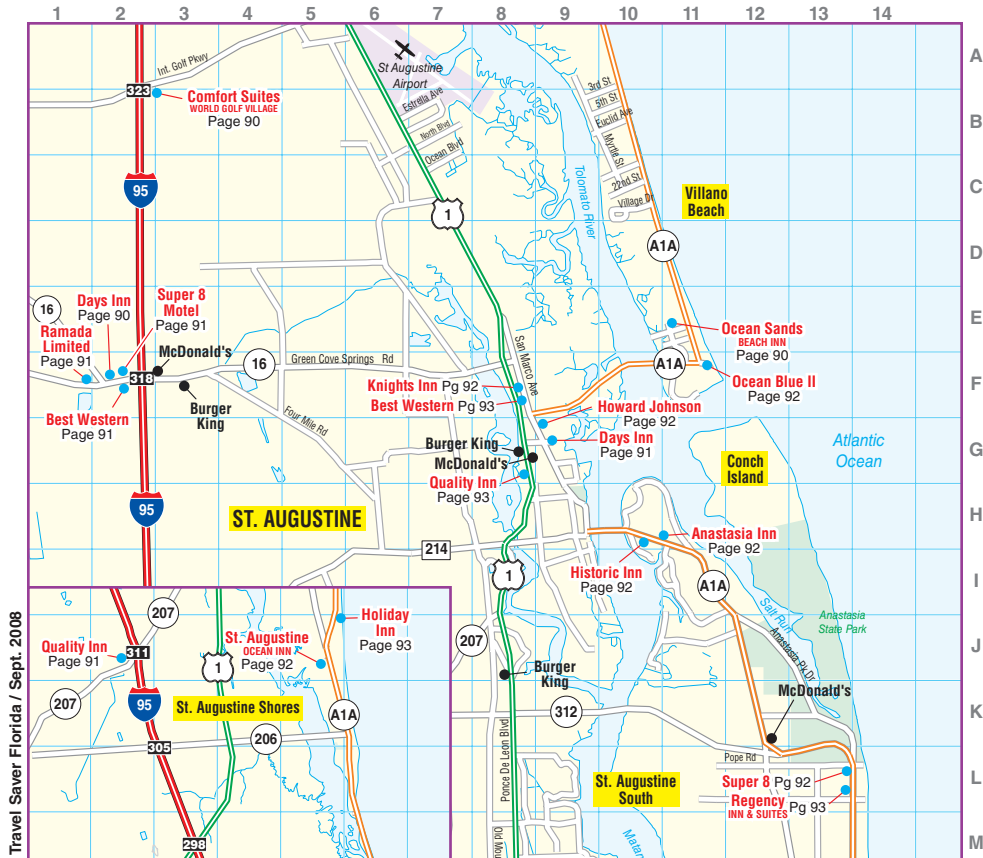 1 2 3 4 5 6 7 8 9 10 11 12 13 14
A
B
C
D
E
F
G
H
I
J
K
L
M
Int. Golf Pkwy
323
Comfort Suites
WORLD GOLF VILLAGE
Page 90
St Augustine
Airport
Estrella Ave
North Blvd
Ocean Blvd
3rd St
5th St
Euclid Ave
Myrtle St
22nd St
Village Dr
Tolomato River
Villano
Beach
95
1
A1A
16
Days Inn
Page 90
Super 8
Motel
Page 91
Ramada
Limited
Page 91
McDonald's
318
16
Green Cove Springs Rd
Best Western
Page 91
Burger
King
Four Mile Rd
San Marco Ave
Knights Inn Pg 92
Best Western Pg 93
Ocean Sands
BEACH INN
Page 90
A1A
Ocean Blue II
Page 92
Howard Johnson
Page 92
Days Inn
Page 91
Burger King
McDonald's
Quality Inn
Page 93
Conch
Island
Atlantic
Ocean
95
ST. AUGUSTINE
214
1
Anastasia Inn
Page 92
Historic Inn
Page 92
A1A
Salt Run
Anastasia
State Park
Anastasia Pk Dr
207
Burger
King
McDonald's
312
Ponce De Leon Blvd
Pope Rd
St. Augustine
South
Super 8 Pg 92
Regency
INN & SUITES
Pg 93
Old Mou
Matan
207
Quality Inn
Page 91
311
1
St. Augustine
OCEAN INN
Page 92
Holiday
Inn
Page 93
207
95
St. Augustine Shores
A1A
305
206
298
Travel Saver Florida / Sept. 2008